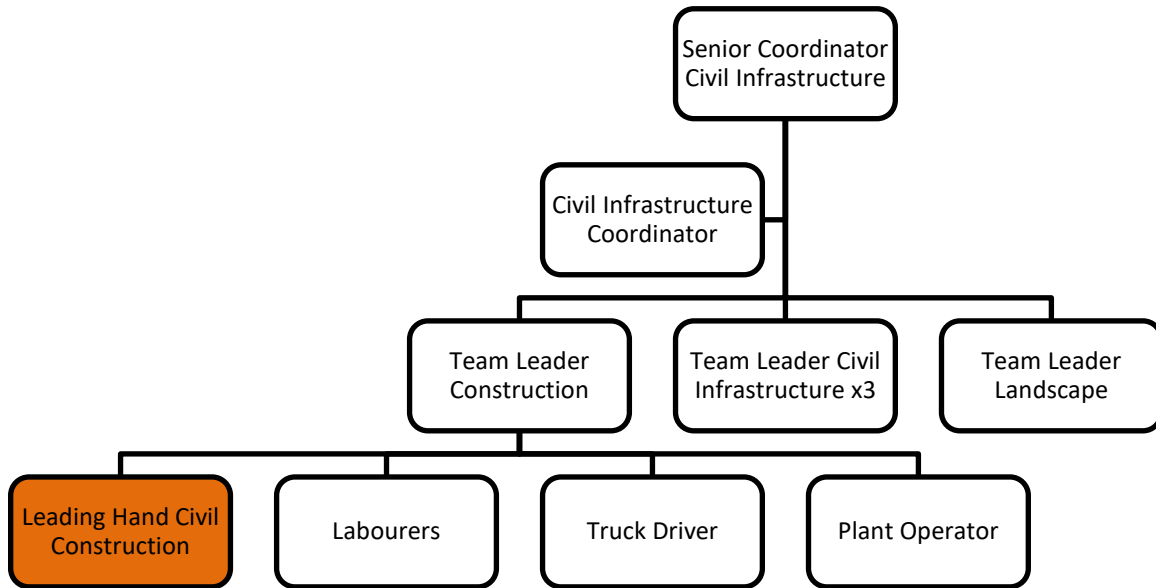 Senior Coordinator
Civil Infrastructure
Civil Infrastructure
Coordinator
Team Leader
Construction
Team Leader Civil
Infrastructure x3
Team Leader
Landscape
Leading Hand Civil
Construction
Labourers
Truck Driver
Plant Operator